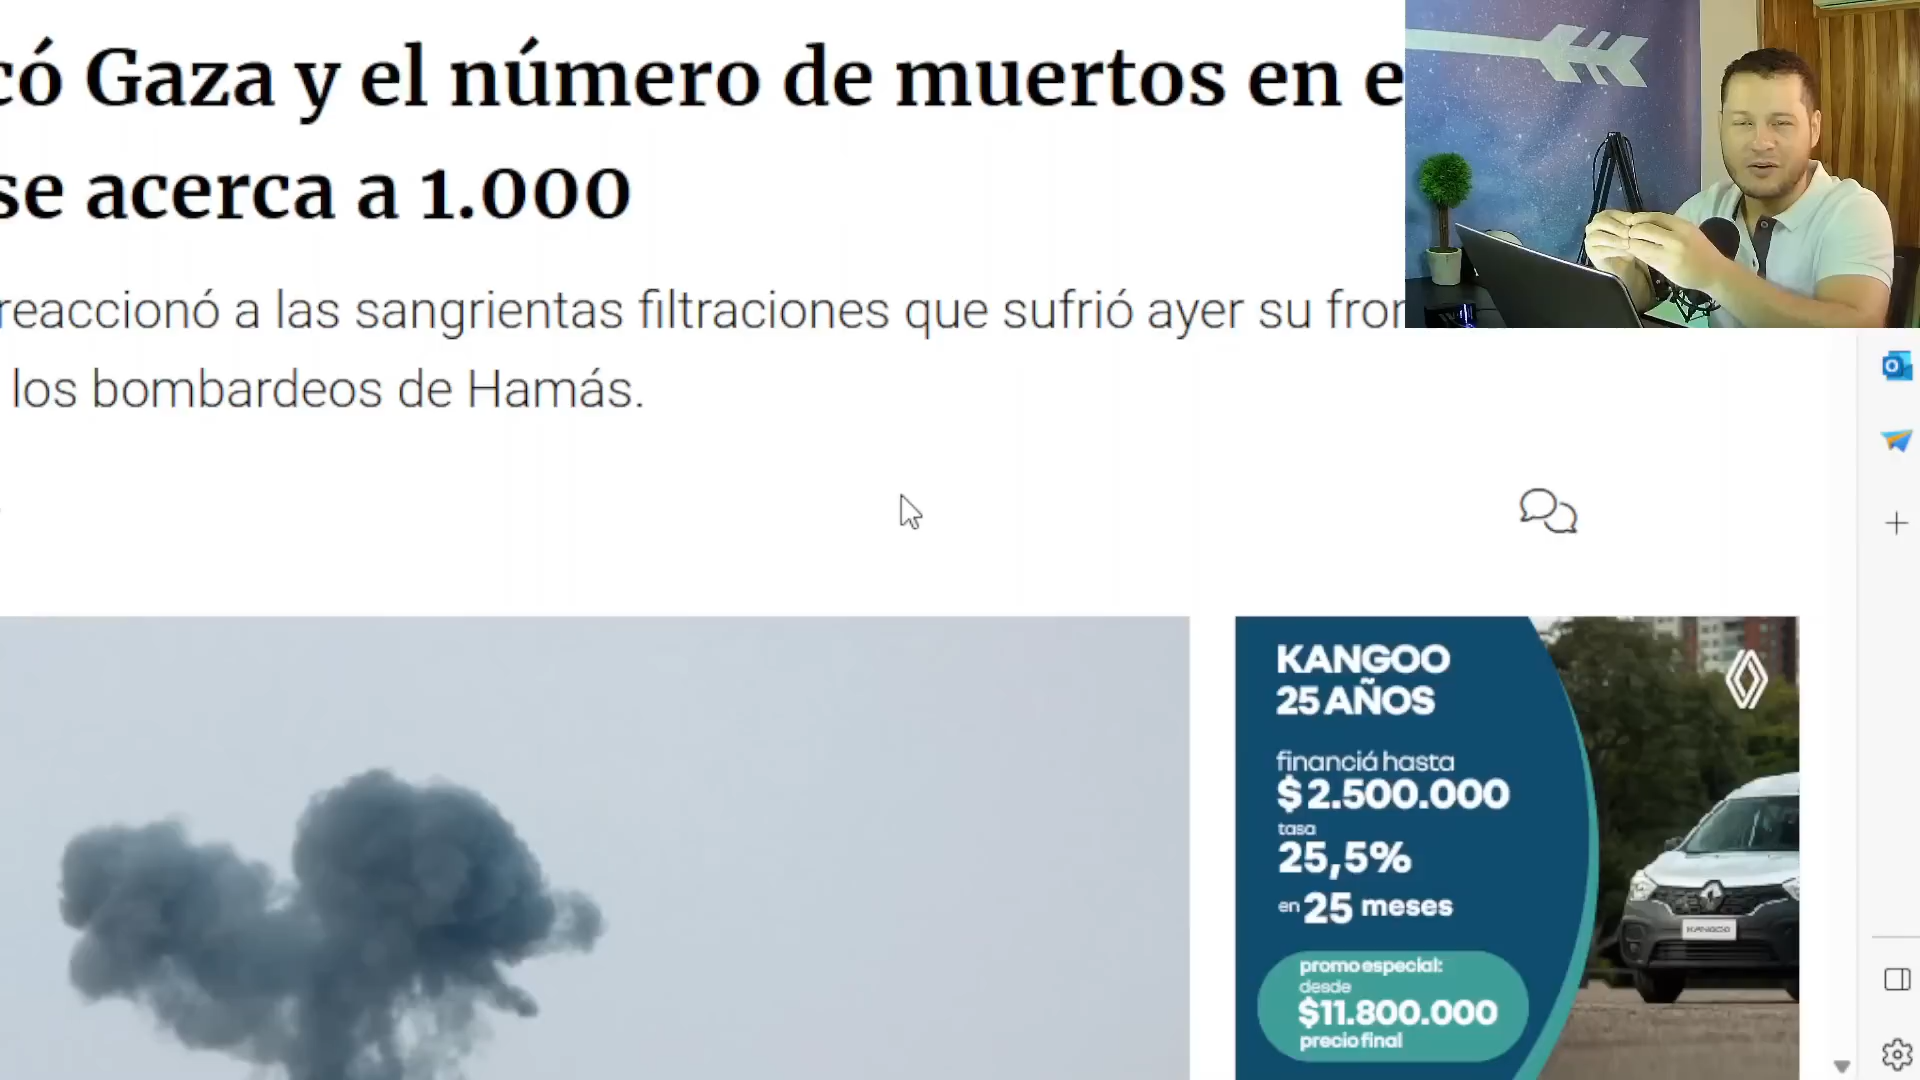 có Gaza y el número de muertos en e
se acerca a 1.000
reaccionó a las sangrientas filtraciones que sufrió ayer su fron
los bombardeos de Hamás.
KANGOO
25 AÑOS
financiá hasta
$2.500.000
tasa
25,5%
en 25 meses
promo especial:
desde
$11.800.000
precio final
KANGOO